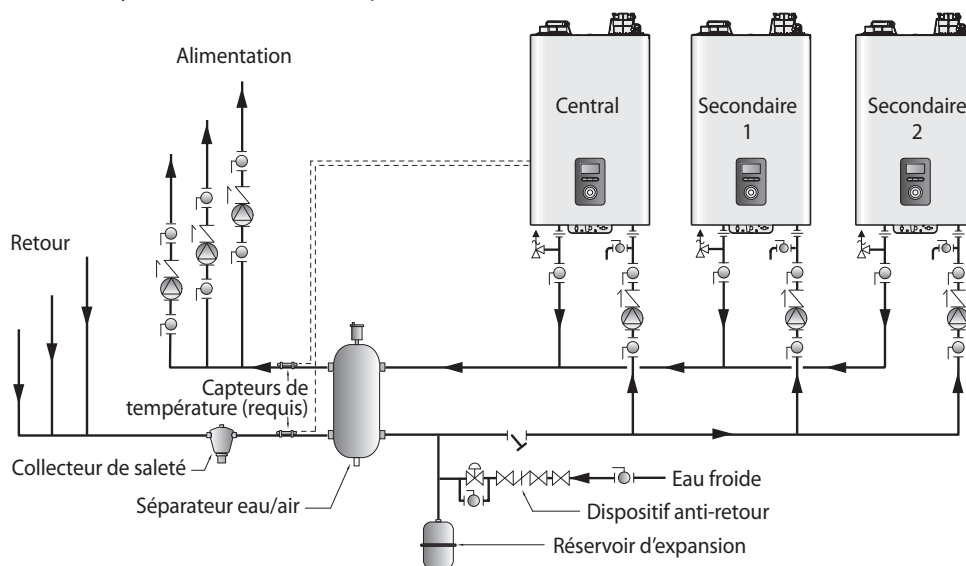 Alimentation
Central
Secondaire
1
Secondaire
2
Retour
Capteurs de
température (requis)
Collecteur de saleté
Séparateur eau/air
Eau froide
Dispositif anti-retour
Réservoir d’expansion